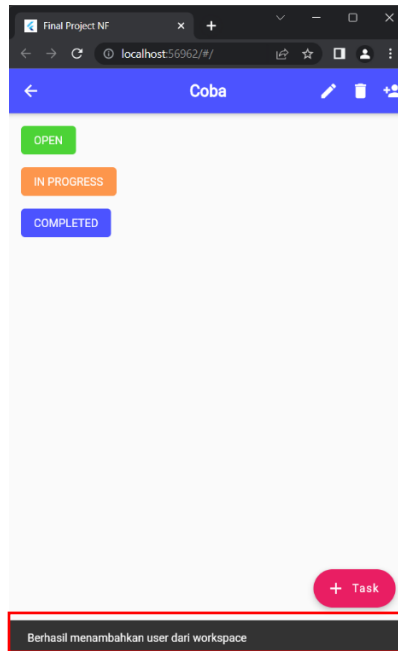 Final Project NF
localhost:56962/#/
Coba
OPEN
IN PROGRESS
COMPLETED
+ Task
Berhasil menambahkan user dari workspace